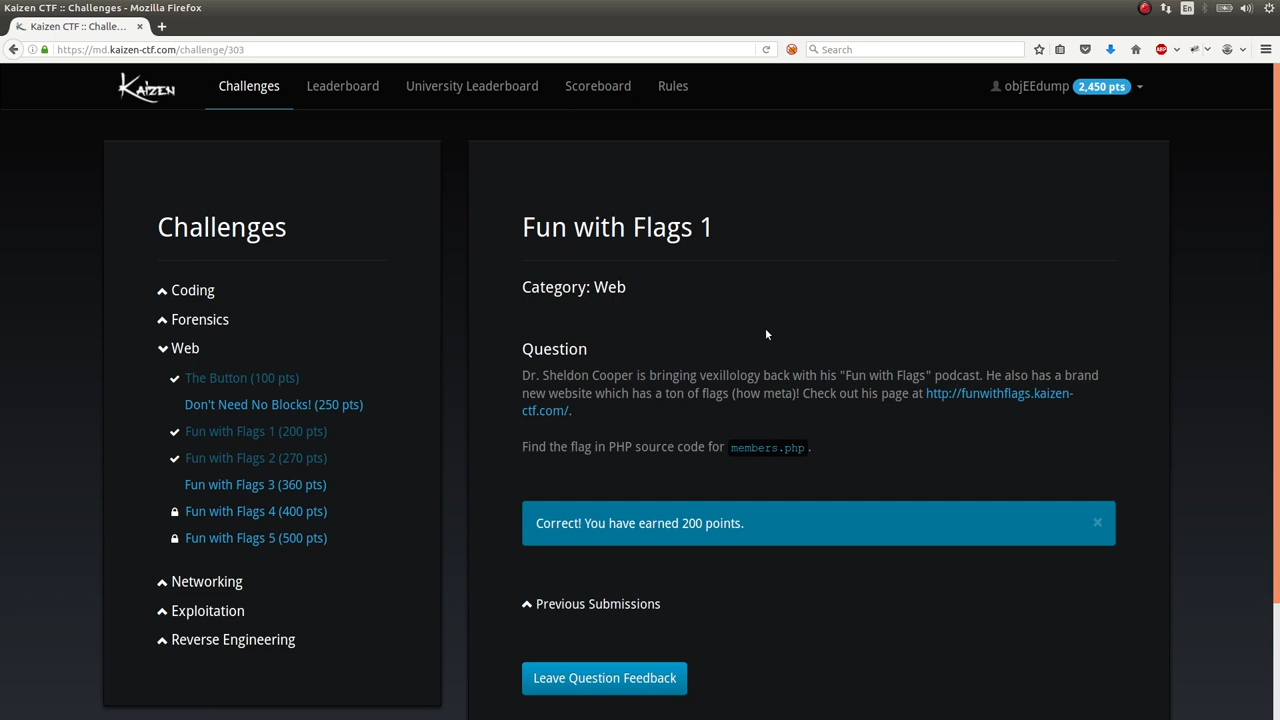 Kaizen CTF :: Challenges - Mozilla Firefox
En
Kaizen CTF :: Challe...
https://md.kaizen-ctf.com/challenge/303
Search
ABP
KAIZEN
Challenges
Leaderboard
University Leaderboard
Scoreboard
Rules
objEEdump 2,450 pts
Challenges
Coding
Forensics
Web
The Button (100 pts)
Don't Need No Blocks! (250 pts)
Fun with Flags 1 (200 pts)
Fun with Flags 2 (270 pts)
Fun with Flags 3 (360 pts)
Fun with Flags 4 (400 pts)
Fun with Flags 5 (500 pts)
Networking
Exploitation
Reverse Engineering
Fun with Flags 1
Category: Web
Question
Dr. Sheldon Cooper is bringing vexillology back with his "Fun with Flags" podcast. He also has a brand
new website which has a ton of flags (how meta)! Check out his page at http://funwithflags.kaizen-
ctf.com/.
Find the flag in PHP source code for members.php.
Correct! You have earned 200 points.
Previous Submissions
Leave Question Feedback